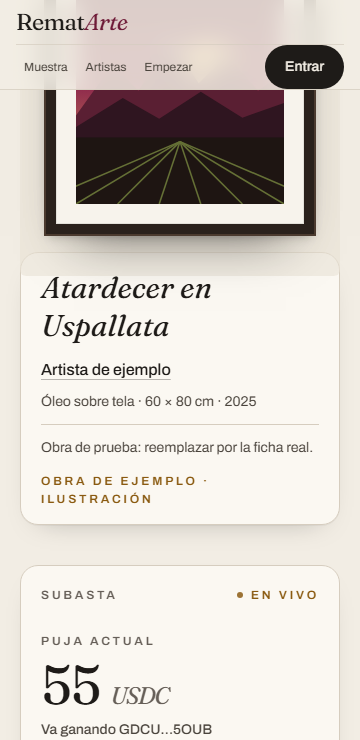 RematArte
Muestra Artistas Empezar Entrar
Atardecer en
Uspallata
Artista de ejemplo
Óleo sobre tela · 60 × 80 cm · 2025
Obra de prueba: reemplazar por la ficha real.
OBRA DE EJEMPLO ·
ILUSTRACIÓN
SUBASTA EN VIVO
PUJA ACTUAL
55 USDC
Va ganando GDCU…5OUB